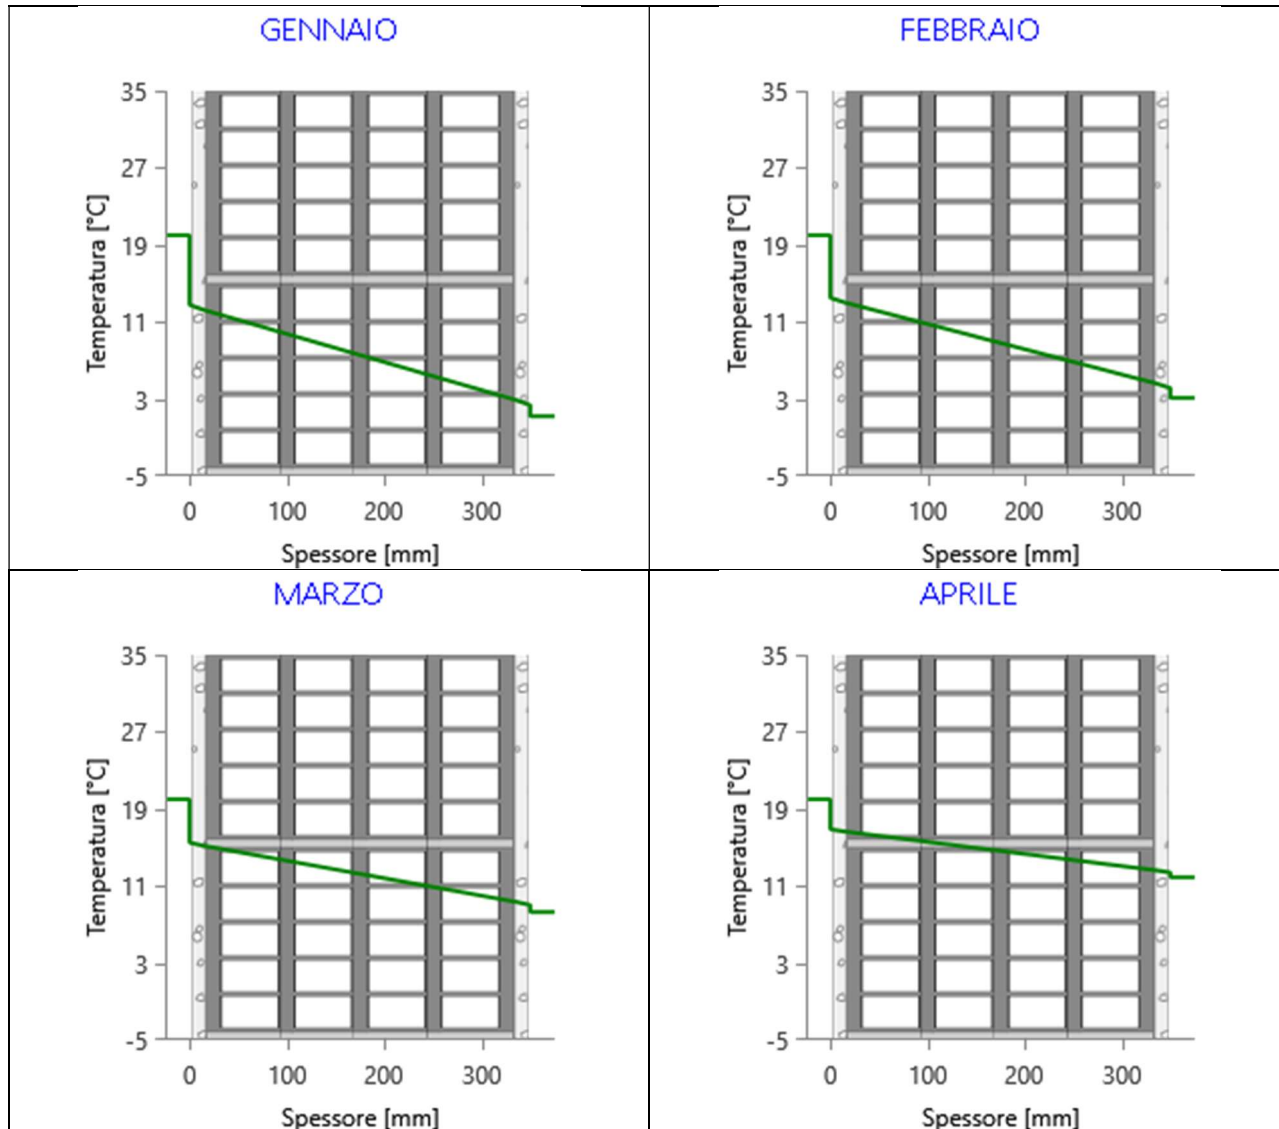 GENNAIO
35
27
19
11
3
-5
Temperatura [°C]
0 100 200 300
Spessore [mm]
FEBBRAIO
35
27
19
11
3
-5
Temperatura [°C]
0 100 200 300
Spessore [mm]
MARZO
35
27
19
11
3
-5
Temperatura [°C]
0 100 200 300
Spessore [mm]
APRILE
35
27
19
11
3
-5
Temperatura [°C]
0 100 200 300
Spessore [mm]